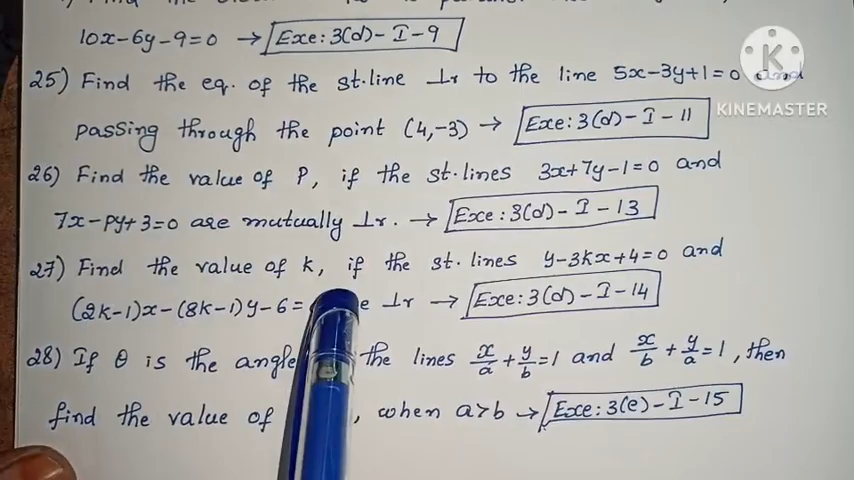 10x-6y-9=0 → Exe: 3(d)-I-9
25) Find the eq. of the st.line ⊥r to the line 5x-3y+1=0 and
passing through the point (4,-3) → Exe: 3(d)-I-11
26) Find the value of P, if the st.lines 3x+7y-1=0 and
7x-py+3=0 are mutually ⊥r. → Exe: 3(d)-I-13
27) Find the value of k, if the st. lines y-3kx+4=0 and
(2k-1)x-(8k-1)y-6= ⊥r → Exe: 3(d)-I-14
28) If θ is the angle the lines x/a+y/b=1 and x/b+y/a=1, then
find the value of , when a>b → Exe: 3(e)-I-15
K
KINEMASTER